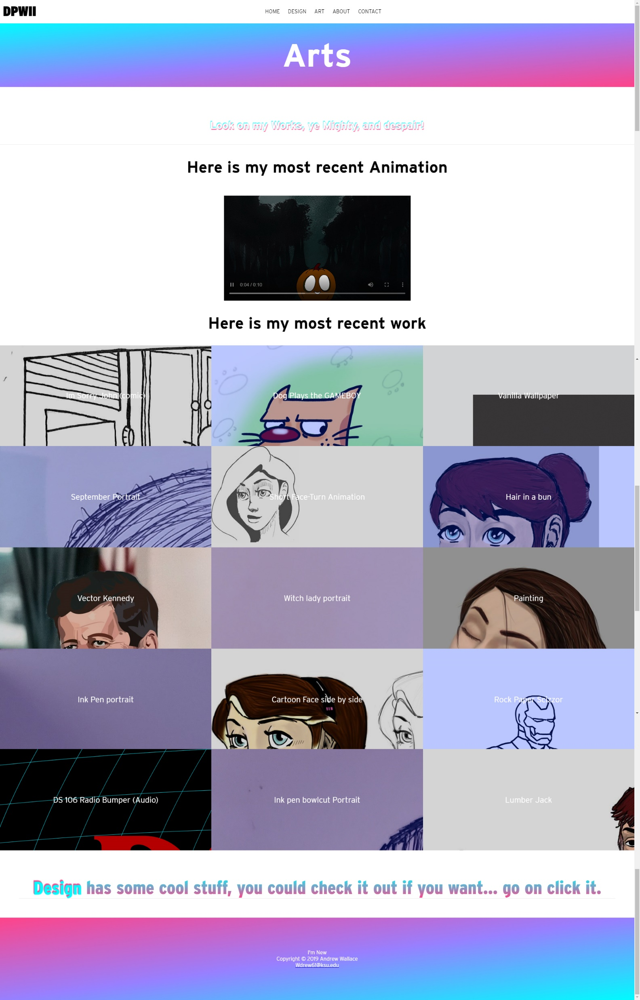 DPWII
HOME DESIGN ART ABOUT CONTACT
Arts
Look on my Works, ye Mighty, and despair!
Here is my most recent Animation
0:04 / 0:10
Here is my most recent work
Im Sorry John (comic)
Dog Plays the GAMEBOY
Vanilla Wallpaper
September Portrait
Short Face-Turn Animation
Hair in a bun
Vector Kennedy
Witch lady portrait
Painting
Ink Pen portrait
Cartoon Face side by side
Rock Paper Scizzor
DS 106 Radio Bumper (Audio)
Ink pen bowlcut Portrait
Lumber Jack
Design has some cool stuff, you could check it out if you want... go on click it.
I'm New
Copyright © 2019 Andrew Wallace
Wdrew61@ksu.edu